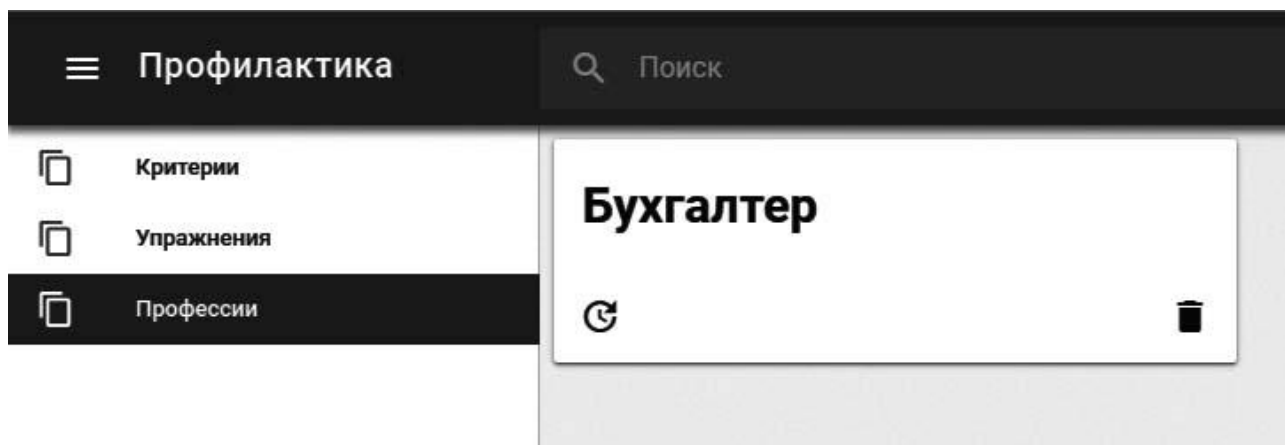 Профилактика
Поиск
Критерии
Упражнения
Профессии
Бухгалтер